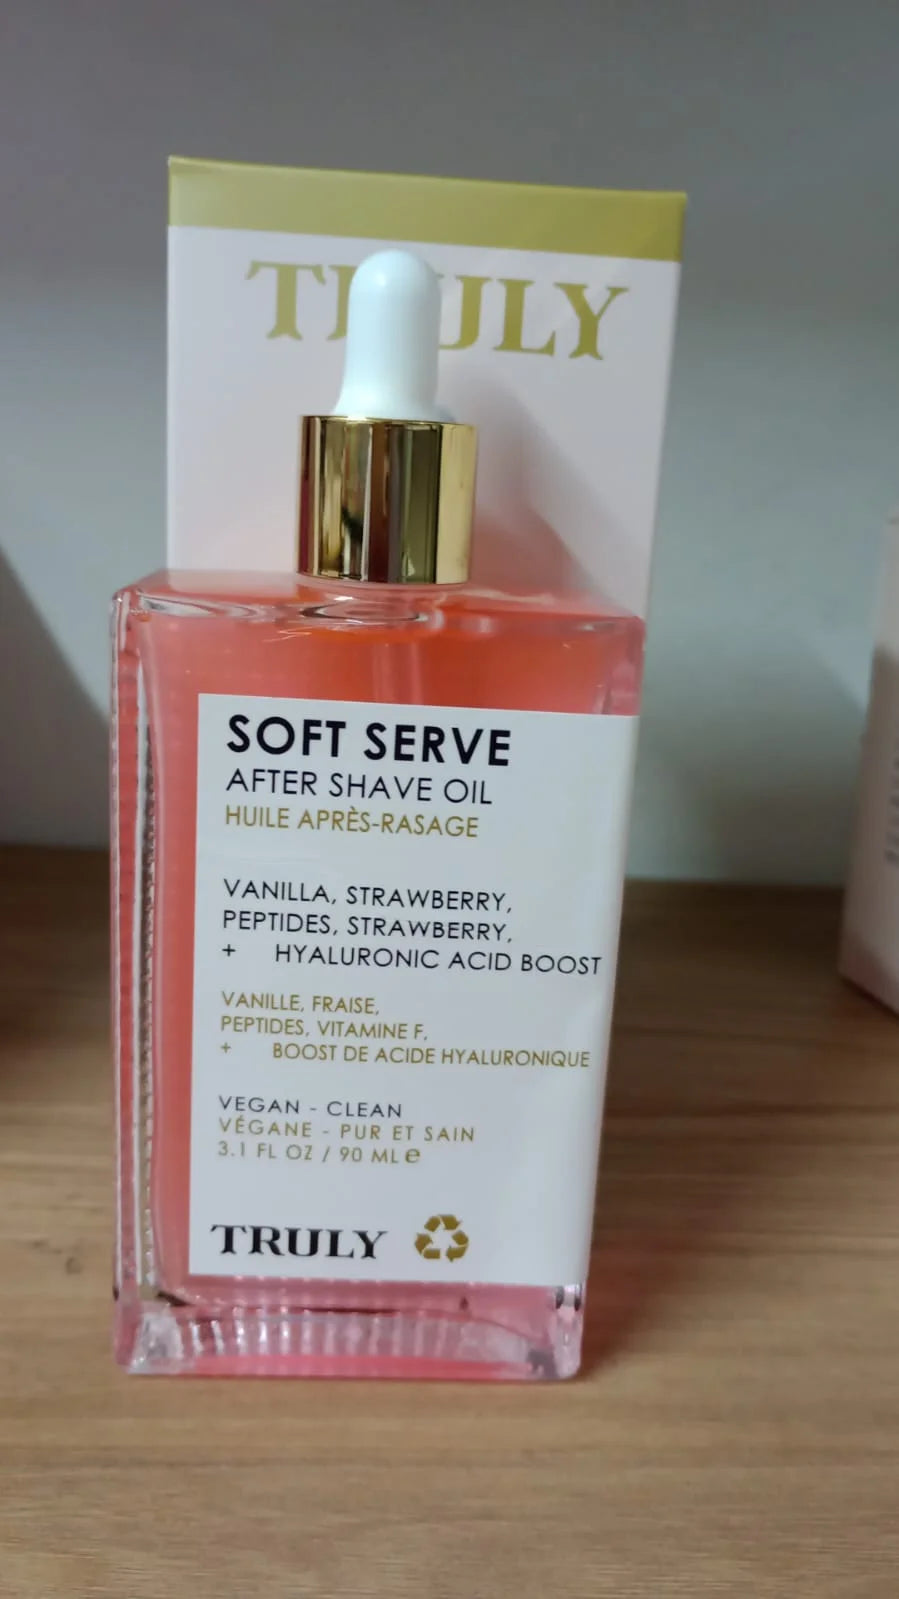 TRULY
SOFT SERVE
AFTER SHAVE OIL
HUILE APRÈS-RASAGE
VANILLA, STRAWBERRY,
PEPTIDES, STRAWBERRY,
+ HYALURONIC ACID BOOST
VANILLE, FRAISE,
PEPTIDES, VITAMINE F,
+ BOOST DE ACIDE HYALURONIQUE
VEGAN - CLEAN
VÉGANE - PUR ET SAIN
3.1 FL OZ / 90 ML e
TRULY